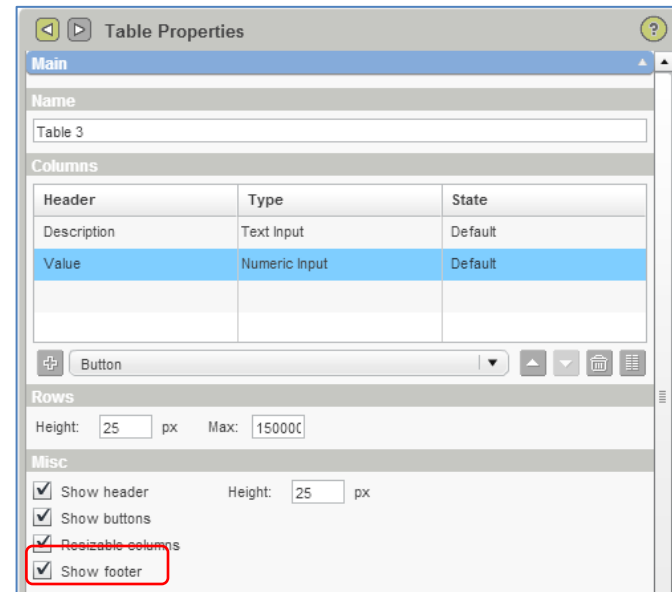 Table Properties ?
Main
Name
Table 3
Columns
Header Type State
Description Text Input Default
Value Numeric Input Default
Button
Rows
Height: 25 px Max: 15000
Misc
Show header Height: 25 px
Show buttons
Resizable columns
Show footer